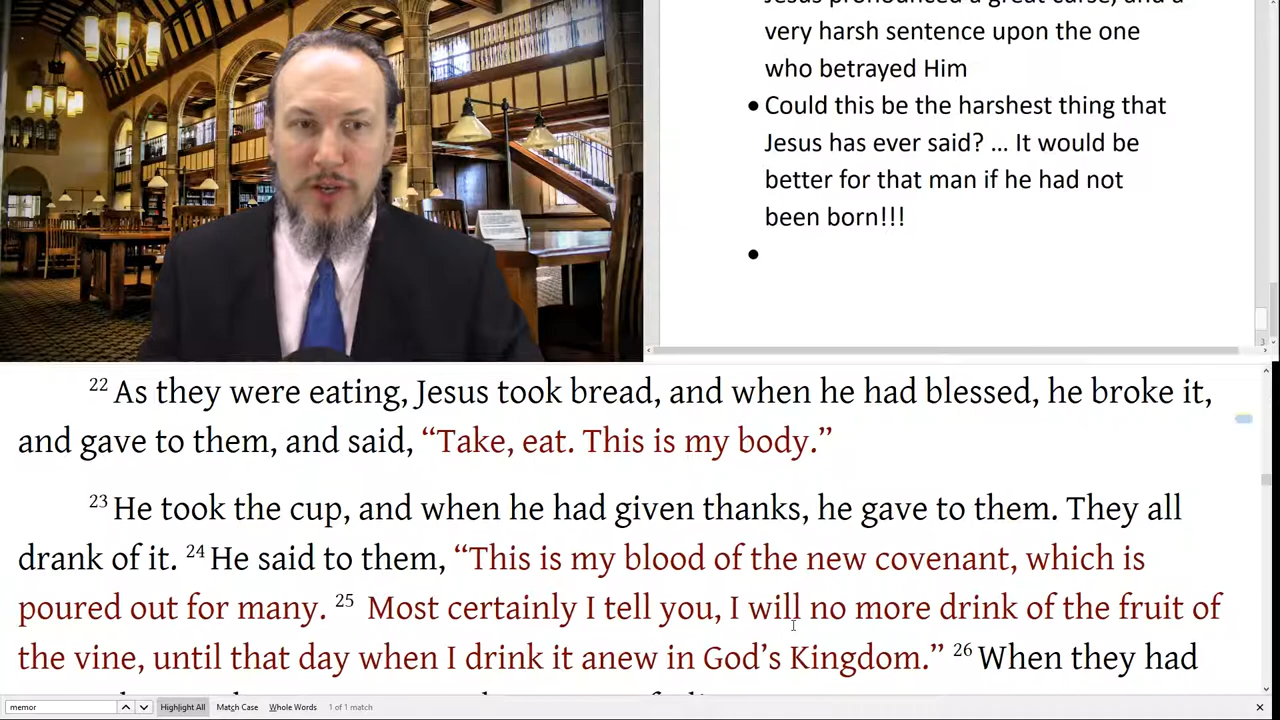 Jesus pronounced a great curse, and a
very harsh sentence upon the one
who betrayed Him
• Could this be the harshest thing that
Jesus has ever said? ... It would be
better for that man if he had not
been born!!!
•
22 As they were eating, Jesus took bread, and when he had blessed, he broke it,
and gave to them, and said, “Take, eat. This is my body.”
23 He took the cup, and when he had given thanks, he gave to them. They all
drank of it. 24 He said to them, “This is my blood of the new covenant, which is
poured out for many. 25 Most certainly I tell you, I will no more drink of the fruit of
the vine, until that day when I drink it anew in God’s Kingdom.” 26 When they had
memor Highlight All Match Case Whole Words 1 of 1 match